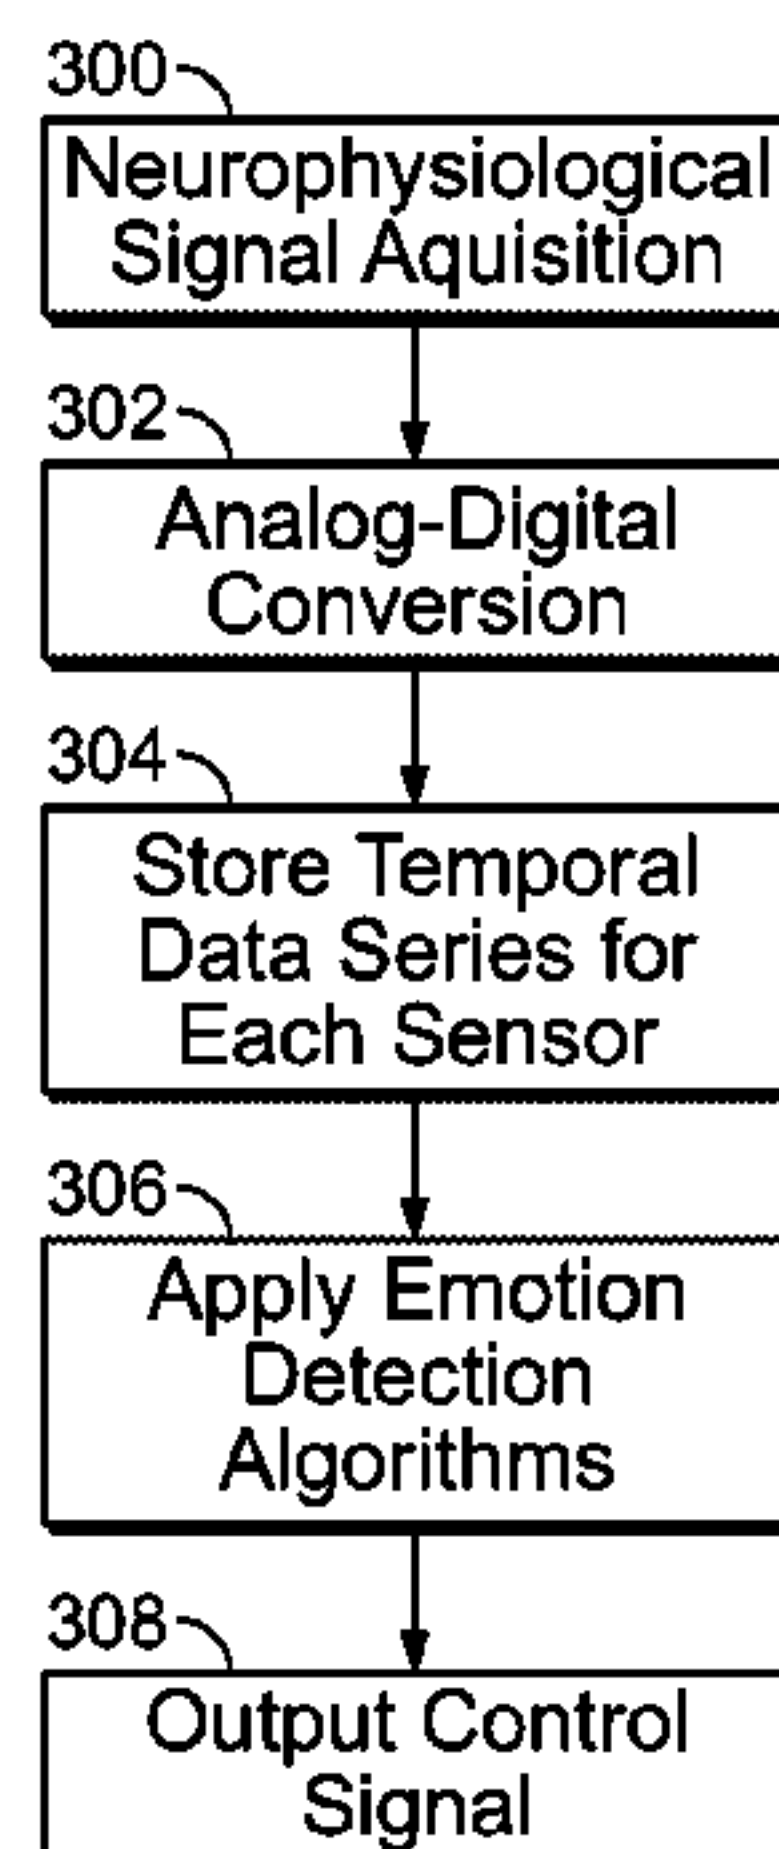 300
Neurophysiological
Signal Aquisition
302
Analog-Digital
Conversion
304
Store Temporal
Data Series for
Each Sensor
306
Apply Emotion
Detection
Algorithms
308
Output Control
Signal